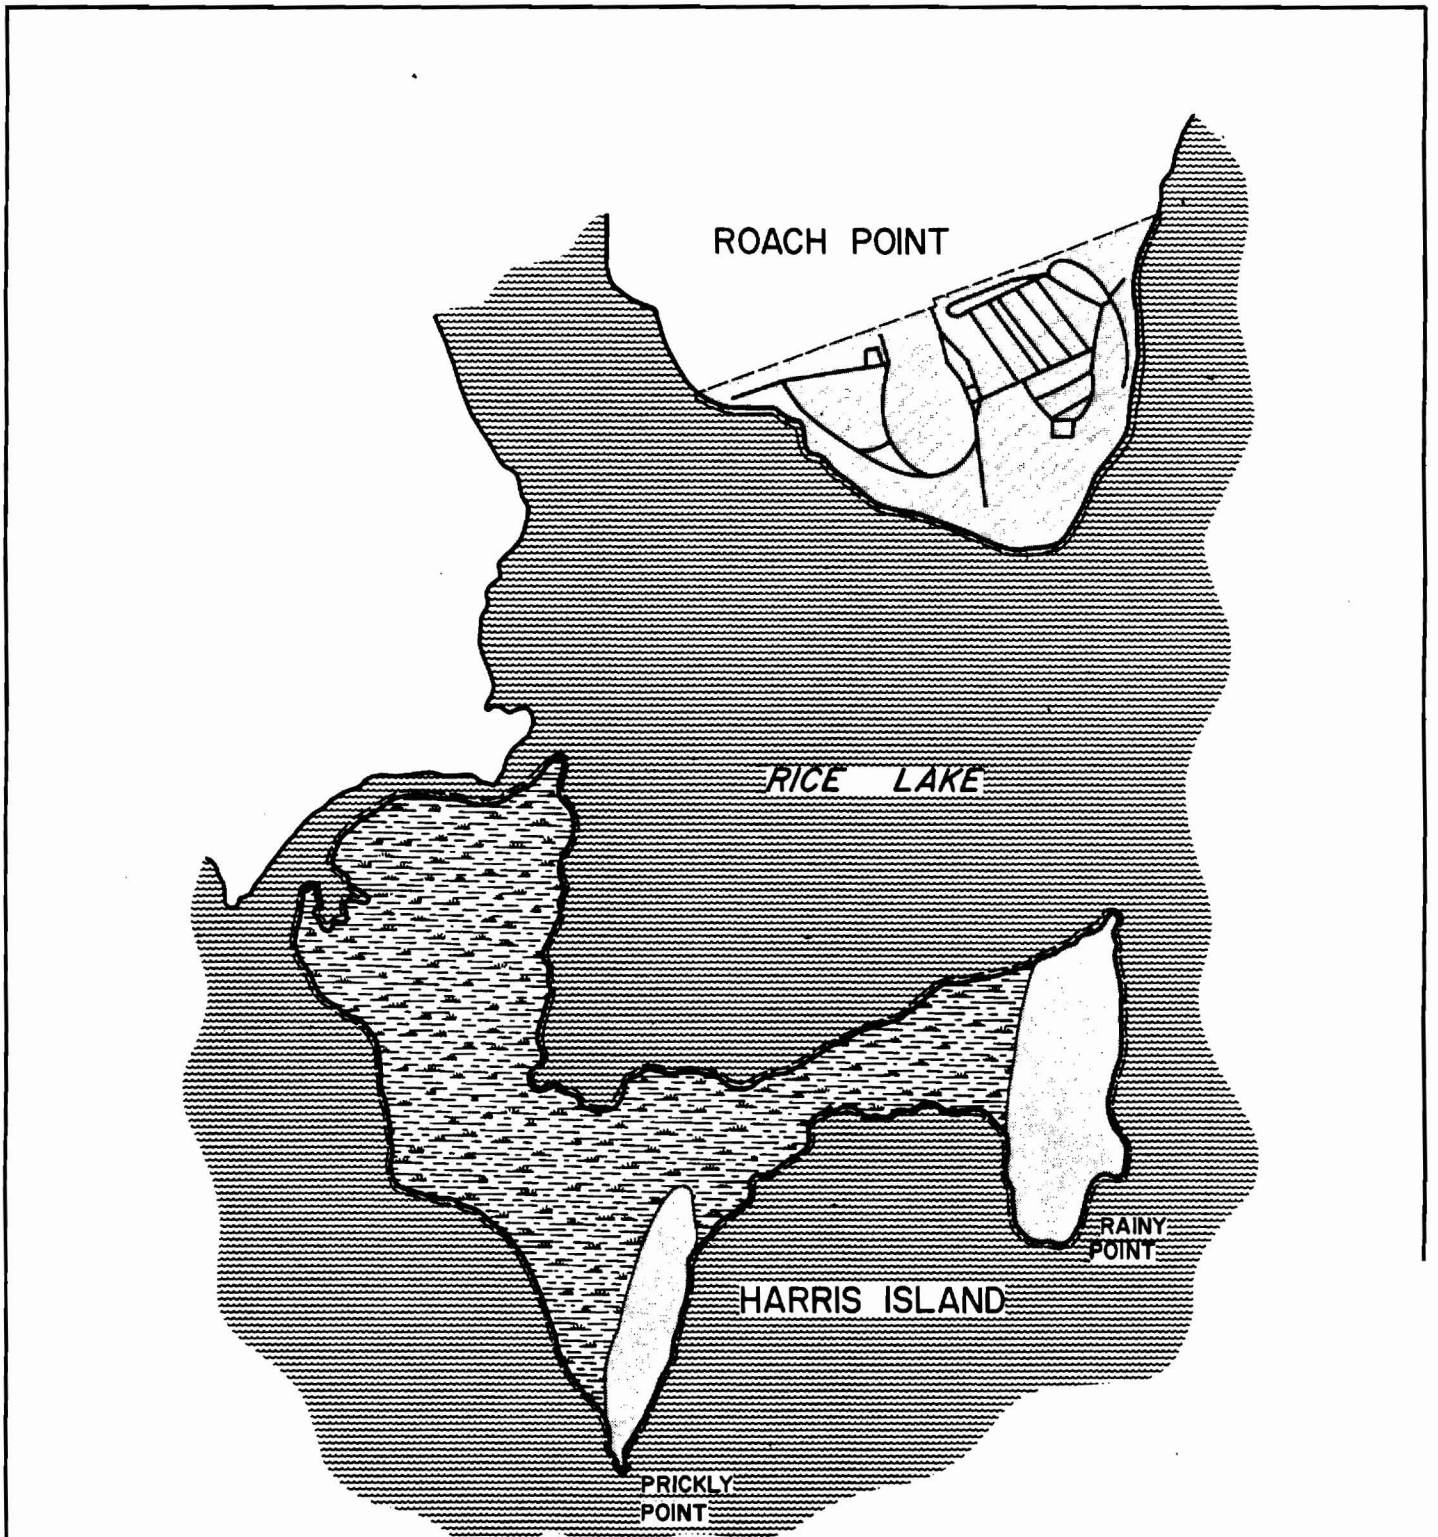 ROACH POINT
RICE LAKE
RAINY
POINT
HARRIS ISLAND
PRICKLY
POINT